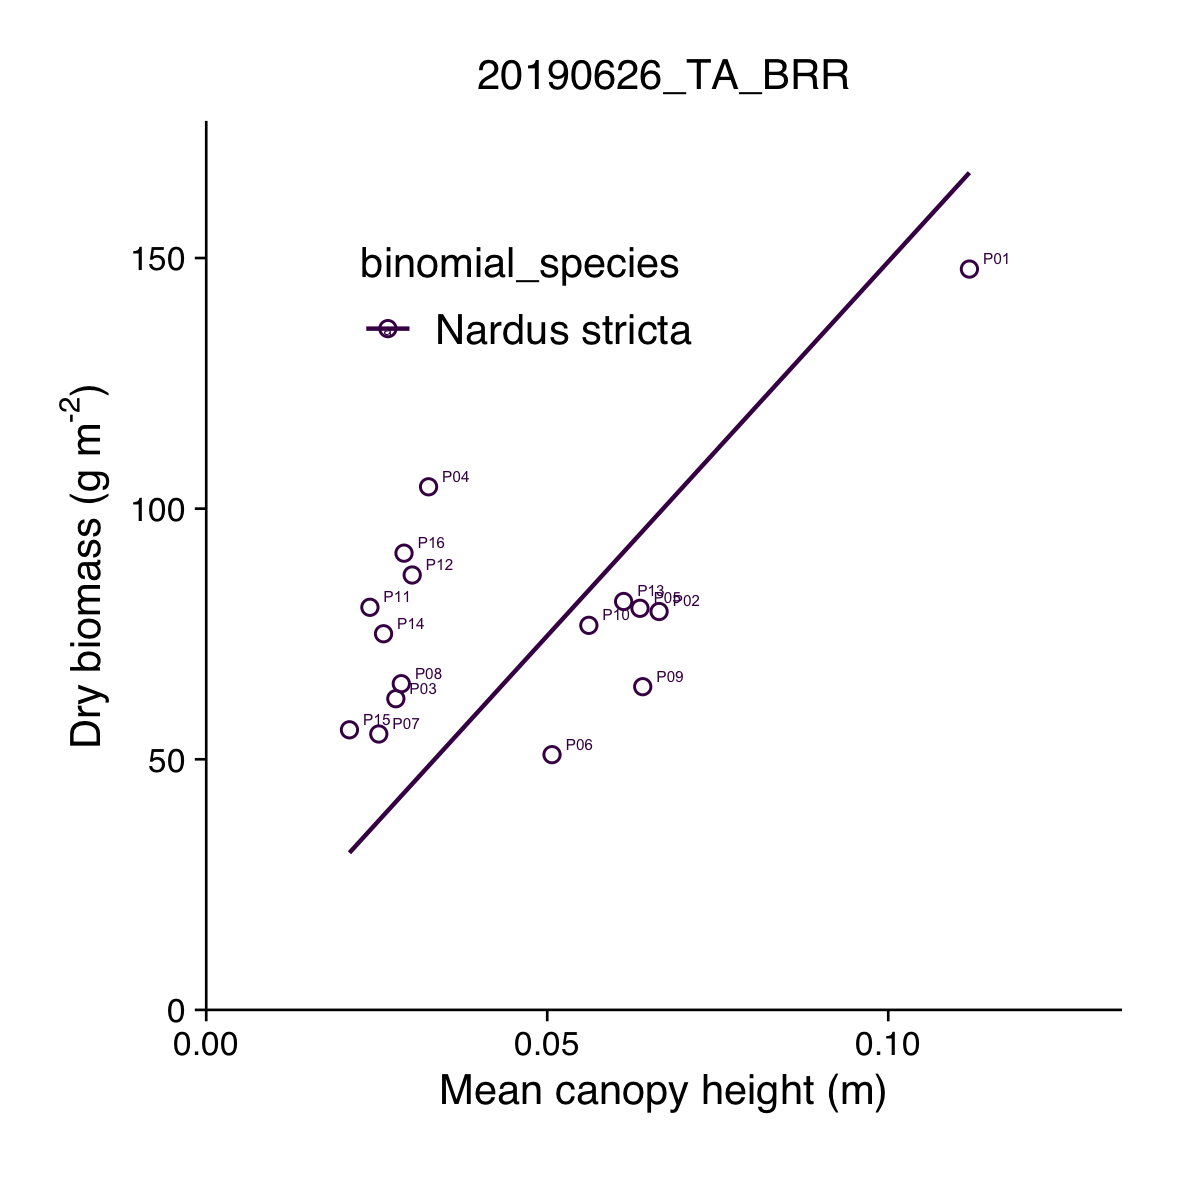 20190626_TA_BRR
binomial_species
Nardus stricta
P01
P04
P16
P12
P11
P14
P08
P03
P15
P07
P13
P05
P02
P10
P09
P06
150
100
50
0
0.00
0.05
0.10
Mean canopy height (m)
Dry biomass (g m⁻²)